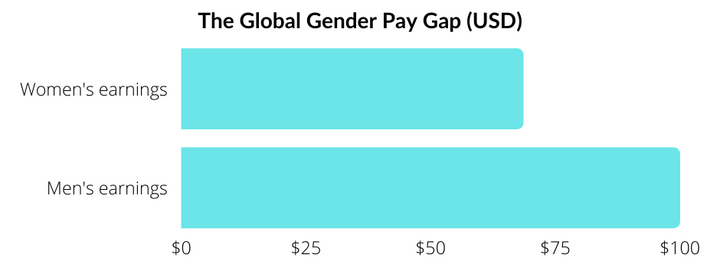 The Global Gender Pay Gap (USD)
Women's earnings
Men's earnings
$0 $25 $50 $75 $100